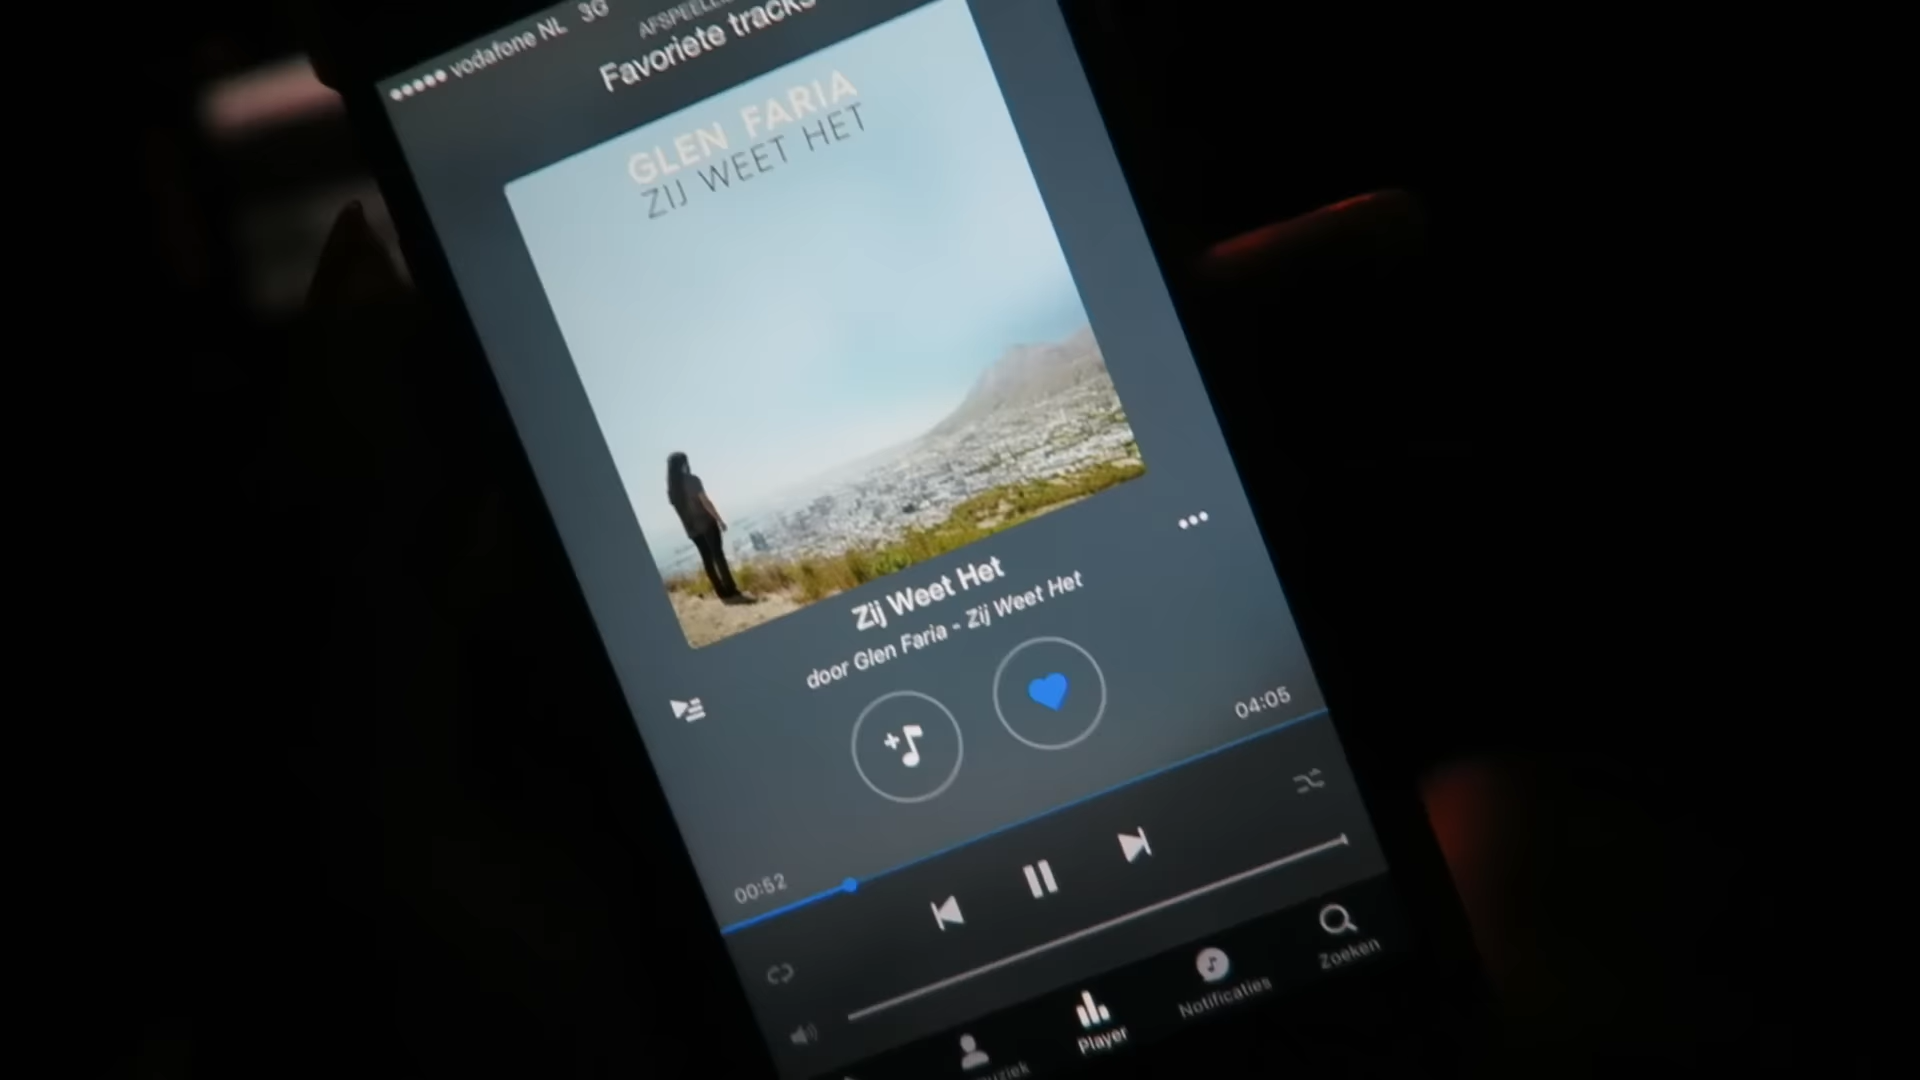 vodafone NL 3G
Favoriete tracks
GLEN FARIA
ZIJ WEET HET
Zij Weet Het
door Glen Faria - Zij Weet Het
04:05
00:52
Zoeken
Notificaties
Player